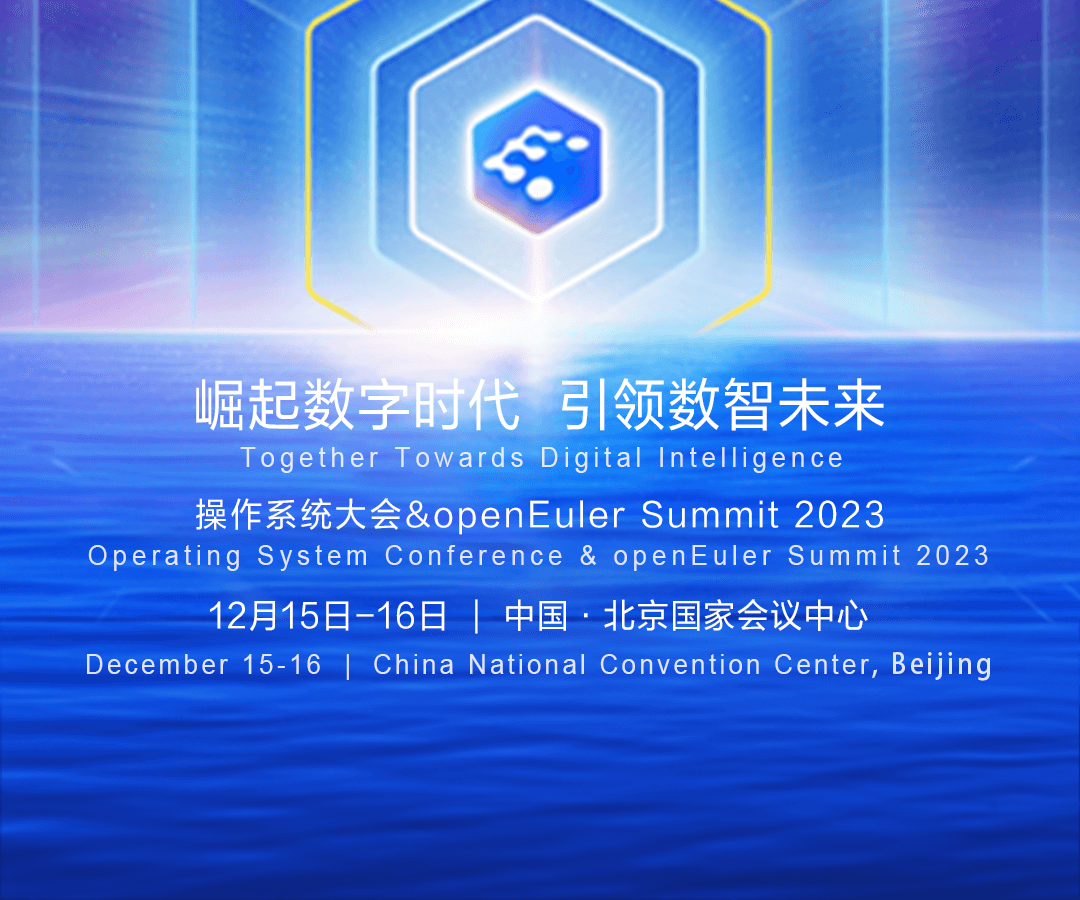 崛起数字时代 引领数智未来
Together Towards Digital Intelligence
操作系统大会&openEuler Summit 2023
Operating System Conference & openEuler Summit 2023
12月15日-16日 | 中国 · 北京国家会议中心
December 15-16 | China National Convention Center, Beijing